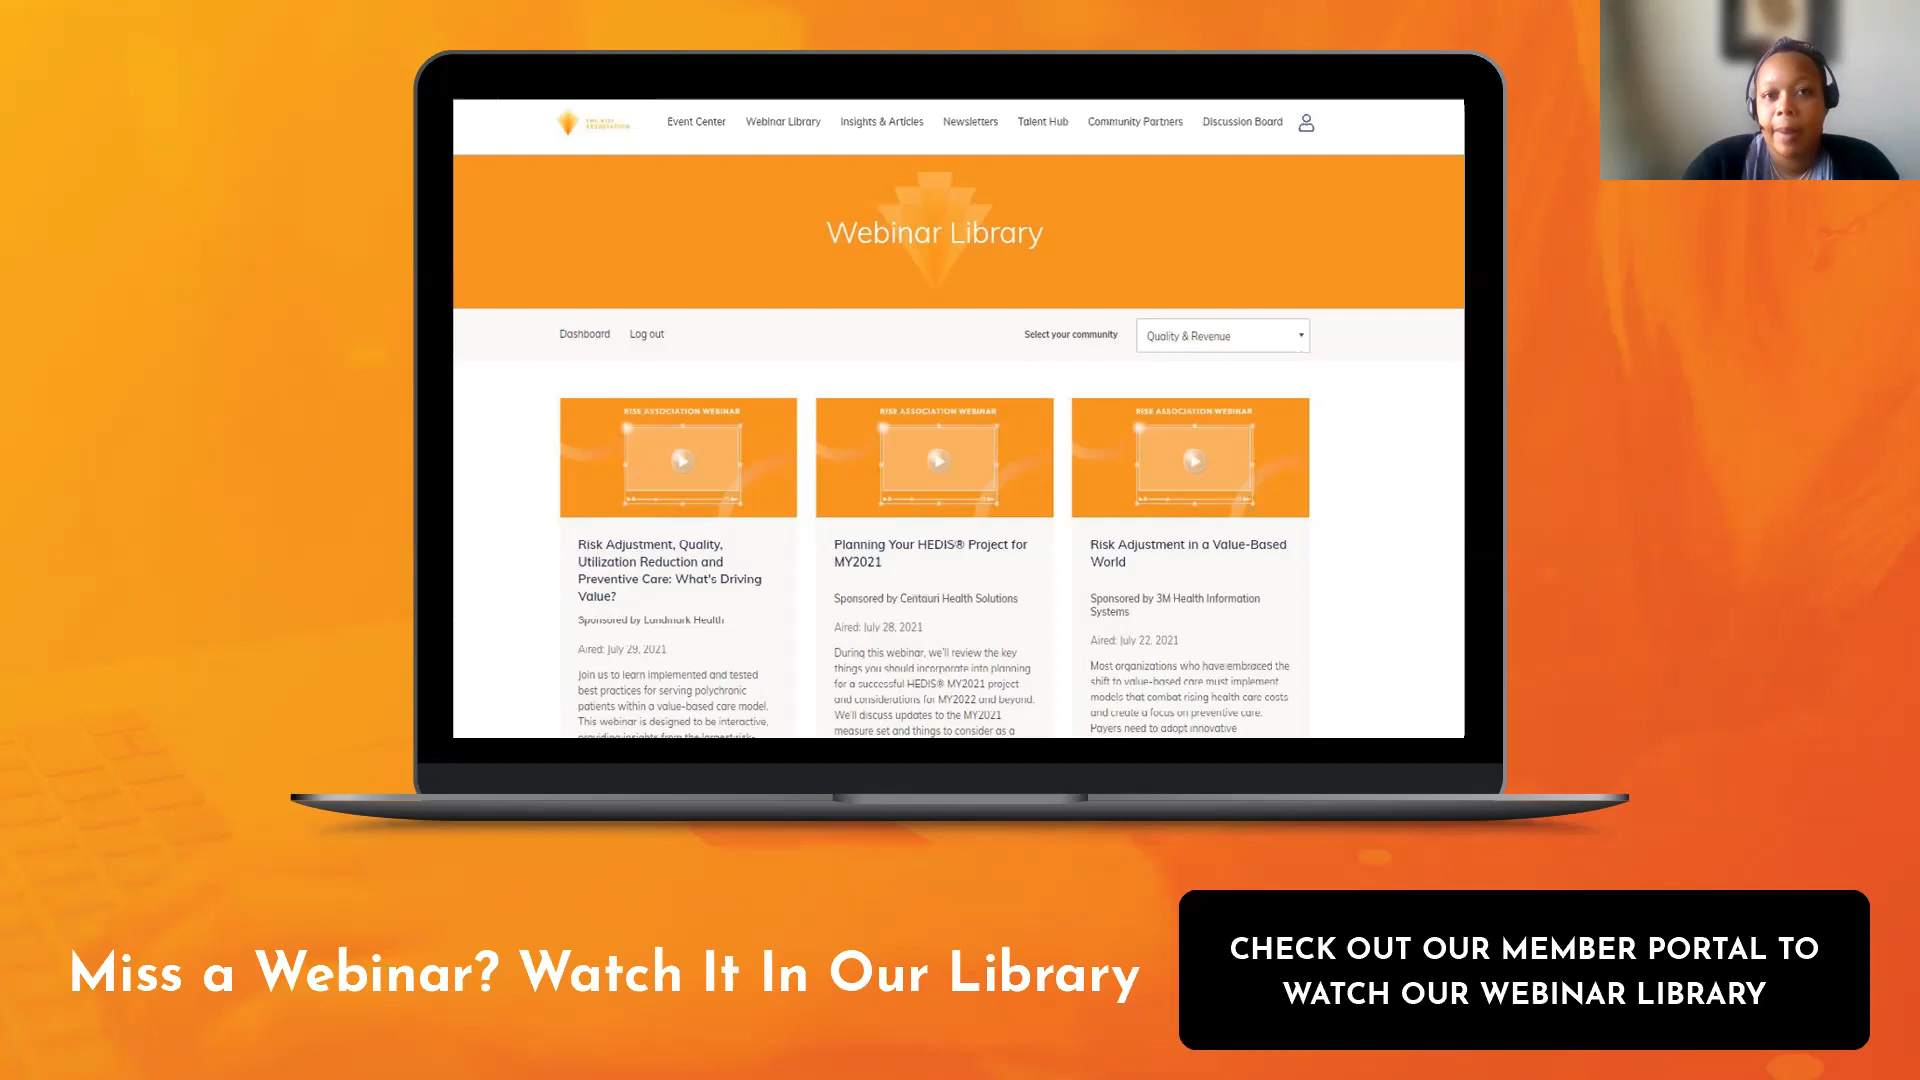 THE RISE
ASSOCIATION
Event Center
Webinar Library
Insights & Articles
Newsletters
Talent Hub
Community Partners
Discussion Board
Webinar Library
Dashboard
Log out
Select your community
Quality & Revenue
RISE ASSOCIATION WEBINAR
Risk Adjustment, Quality,
Utilization Reduction and
Preventive Care: What's Driving
Value?
Sponsored by Landmark Health
Aired: July 29, 2021
Join us to learn implemented and tested
best practices for serving polychronic
patients within a value-based care model.
This webinar is designed to be interactive,
providing insights from the largest risk-
RISE ASSOCIATION WEBINAR
Planning Your HEDIS® Project for
MY2021
Sponsored by Centauri Health Solutions
Aired: July 28, 2021
During this webinar, we'll review the key
things you should incorporate into planning
for a successful HEDIS® MY2021 project
and considerations for MY2022 and beyond.
We'll discuss updates to the MY2021
measure set and things to consider as a
RISE ASSOCIATION WEBINAR
Risk Adjustment in a Value-Based
World
Sponsored by 3M Health Information
Systems
Aired: July 22, 2021
Most organizations who have embraced the
shift to value-based care must implement
models that combat rising health care costs
and create a focus on preventive care.
Payers need to adopt innovative
Miss a Webinar? Watch It In Our Library
CHECK OUT OUR MEMBER PORTAL TO
WATCH OUR WEBINAR LIBRARY